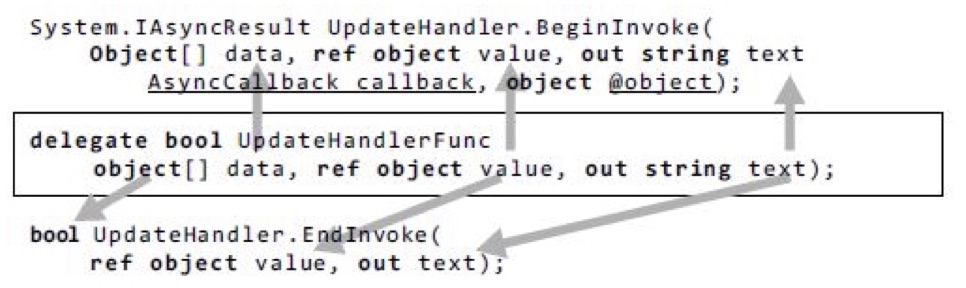 System.IAsyncResult UpdateHandler.BeginInvoke(
Object[] data, ref object value, out string text
AsyncCallback callback, object @object);
delegate bool UpdateHandlerFunc
object[] data, ref object value, out string text);
bool UpdateHandler.EndInvoke(
ref object value, out text);